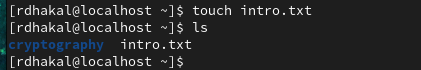 [rdhakal@localhost ~]$ touch intro.txt
[rdhakal@localhost ~]$ ls
cryptography  intro.txt
[rdhakal@localhost ~]$